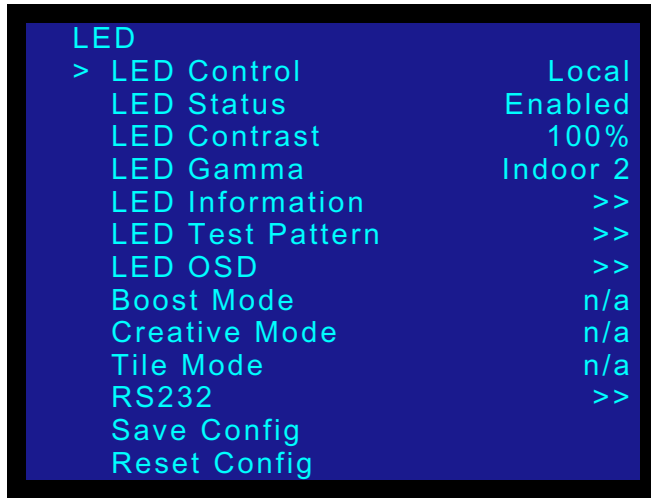 LED
> LED Control Local
LED Status Enabled
LED Contrast 100%
LED Gamma Indoor 2
LED Information >>
LED Test Pattern >>
LED OSD >>
Boost Mode n/a
Creative Mode n/a
Tile Mode n/a
RS232 >>
Save Config
Reset Config